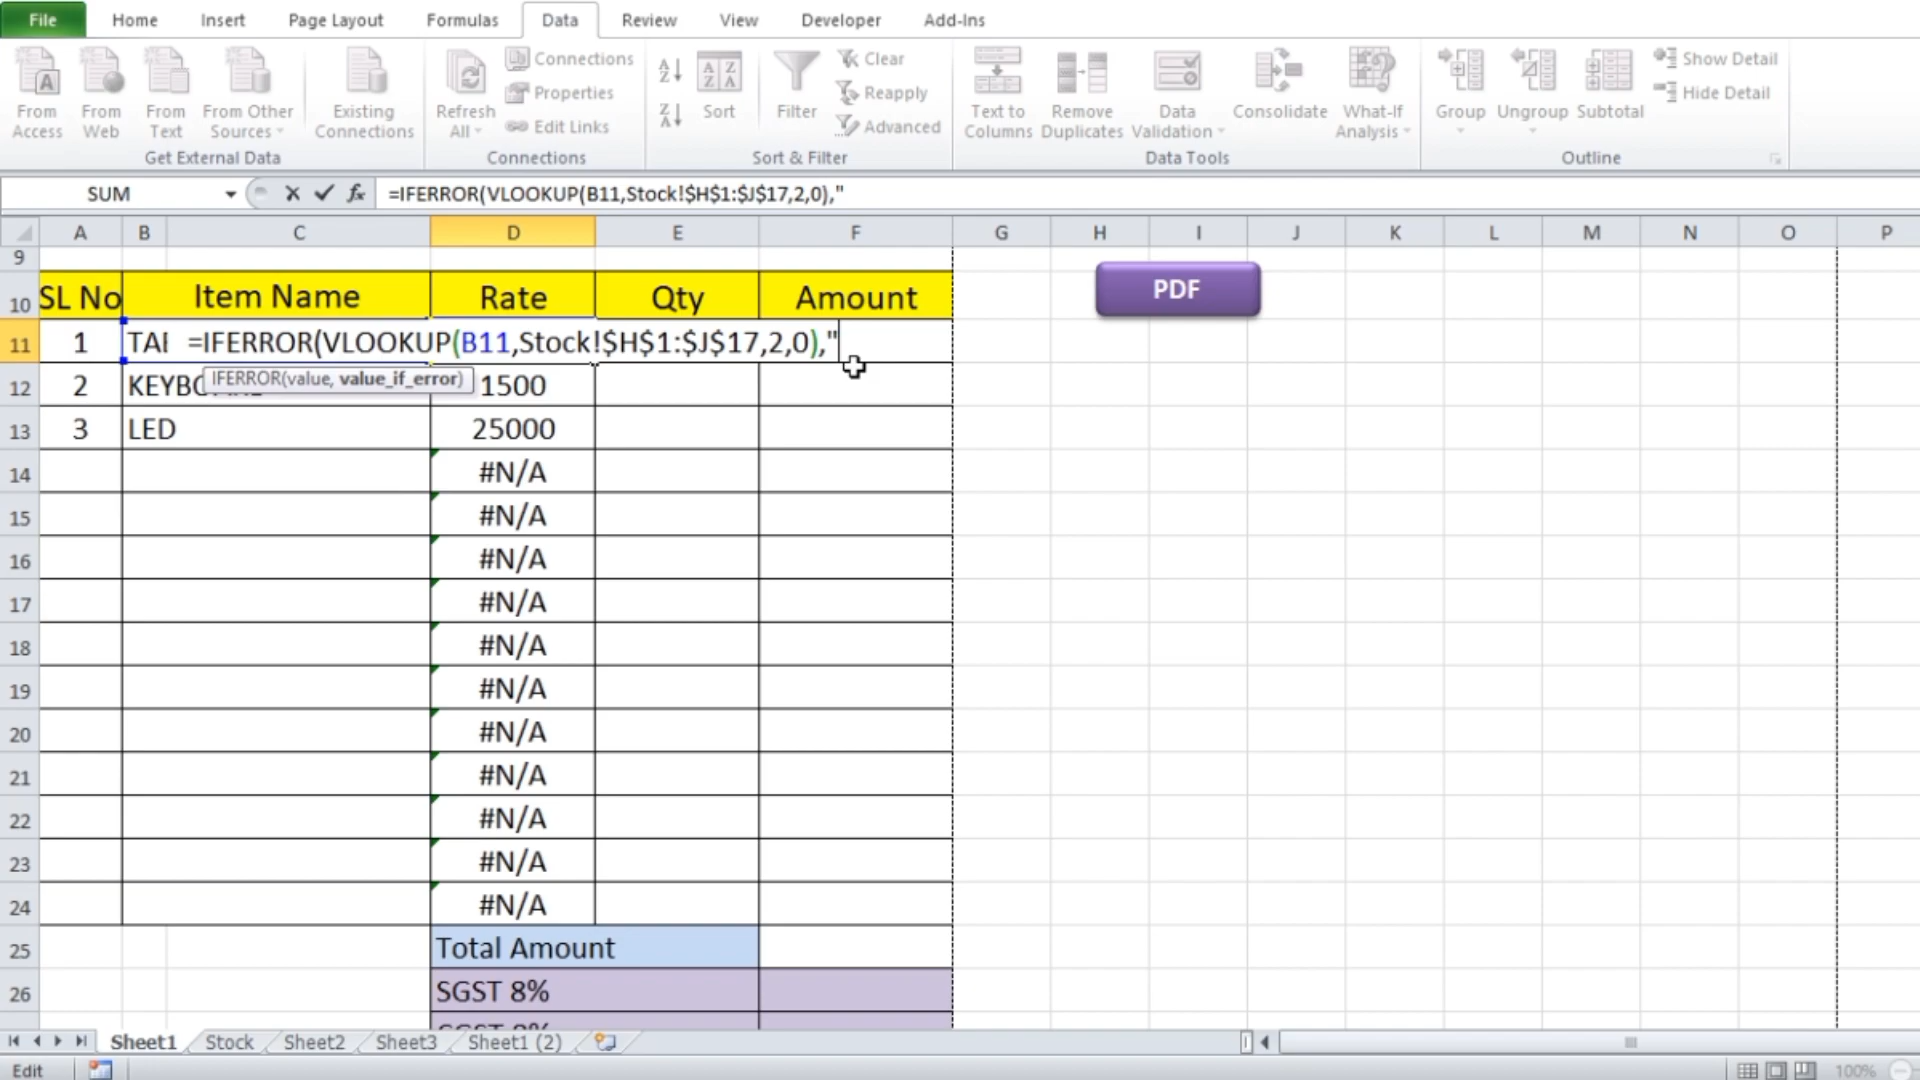 File Home Insert Page Layout Formulas Data Review View Developer Add-Ins
From Access From Web From Text From Other Sources Existing Connections Refresh All Connections Properties Edit Links Sort Filter Clear Reapply Advanced Text to Columns Remove Duplicates Data Validation Consolidate What-If Analysis Group Ungroup Subtotal Show Detail Hide Detail
Get External Data Connections Sort & Filter Data Tools Outline
SUM =IFERROR(VLOOKUP(B11,Stock!$H$1:$J$17,2,0),"
A B C D E F G H I J K L M N O P
9
10 SL No Item Name Rate Qty Amount PDF
11 1 TAI =IFERROR(VLOOKUP(B11,Stock!$H$1:$J$17,2,0),"
IFERROR(value, value_if_error)
12 2 1500
13 3 LED 25000
14 #N/A
15 #N/A
16 #N/A
17 #N/A
18 #N/A
19 #N/A
20 #N/A
21 #N/A
22 #N/A
23 #N/A
24 #N/A
25 Total Amount
26 SGST 8%
Sheet1 Stock Sheet2 Sheet3 Sheet1 (2)
Edit 100%